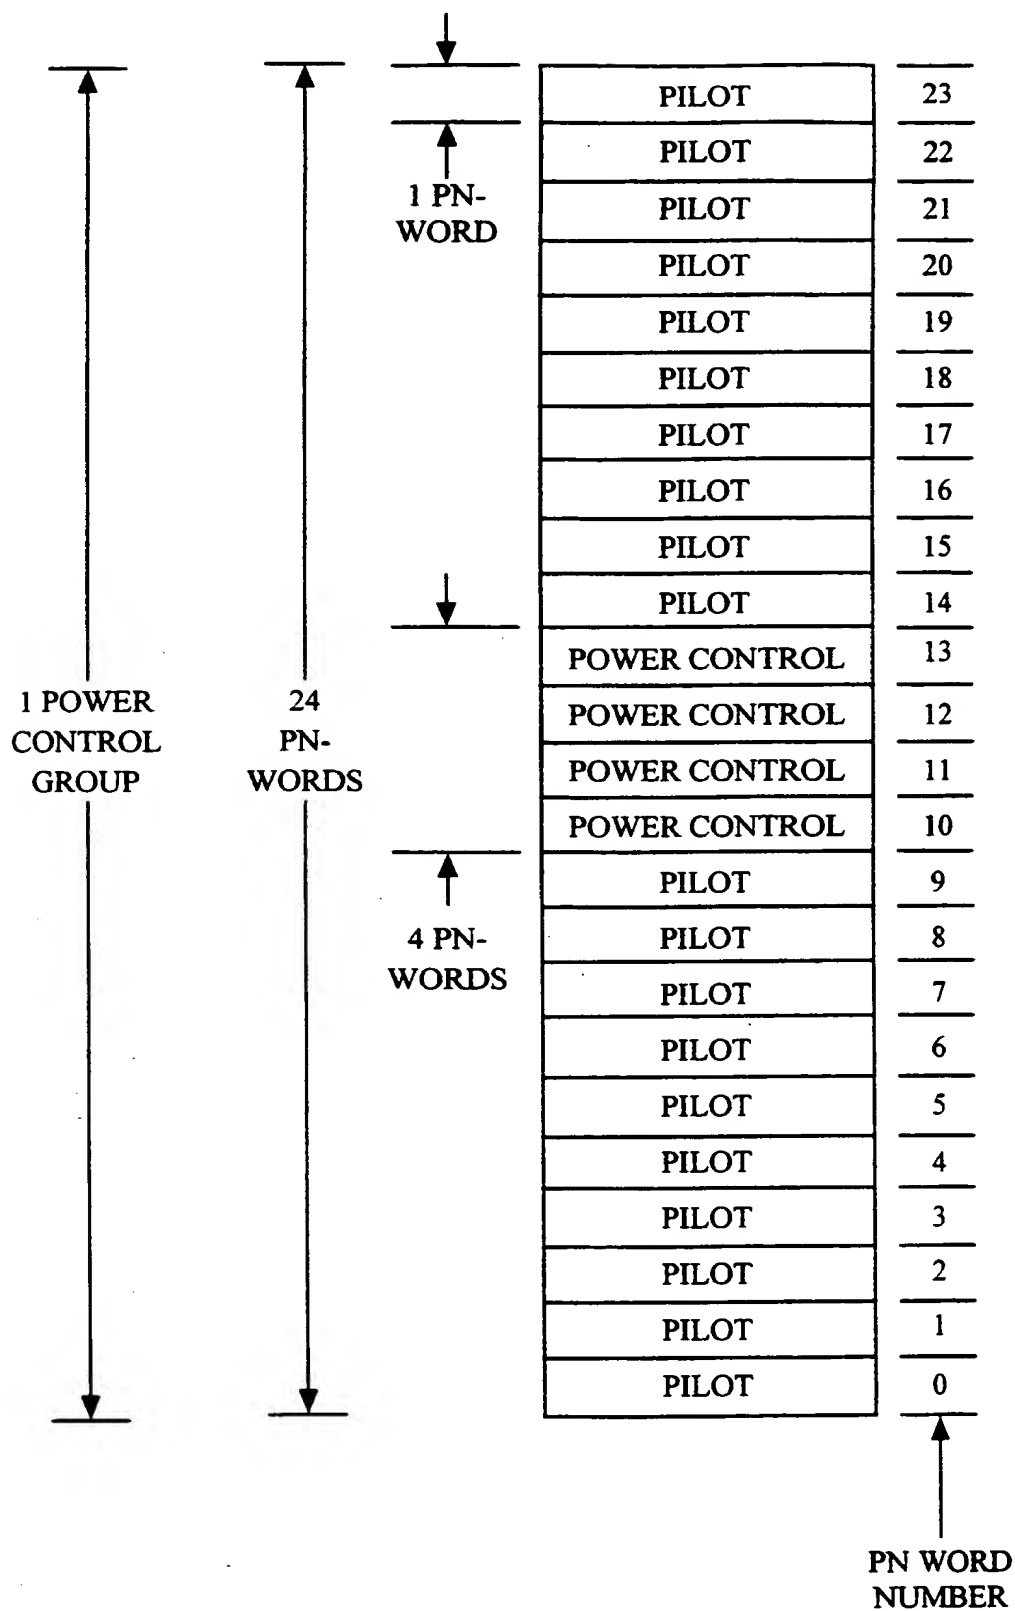 PILOT 23
PILOT 22
PILOT 21
1 PN-
WORD
PILOT 20
PILOT 19
PILOT 18
PILOT 17
PILOT 16
PILOT 15
PILOT 14
POWER CONTROL 13
POWER CONTROL 12
POWER CONTROL 11
POWER CONTROL 10
1 POWER
CONTROL
GROUP
24
PN-
WORDS
PILOT 9
PILOT 8
PILOT 7
4 PN-
WORDS
PILOT 6
PILOT 5
PILOT 4
PILOT 3
PILOT 2
PILOT 1
PILOT 0
PN WORD
NUMBER